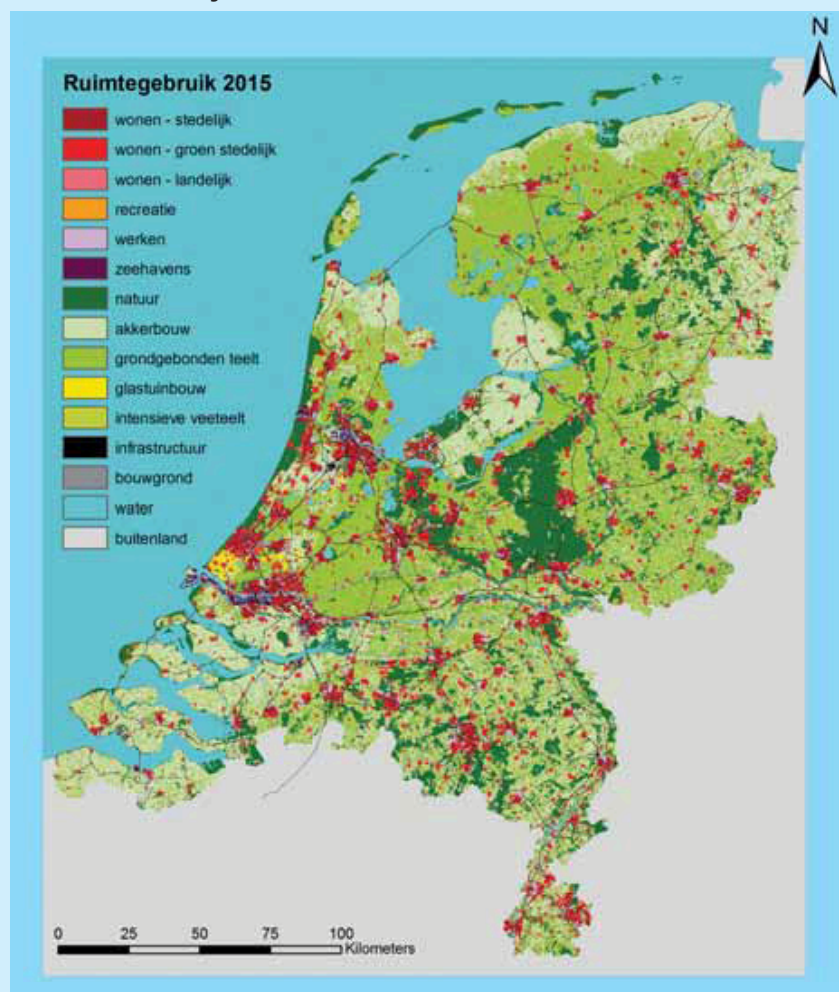 N
Ruimtegebruik 2015
wonen - stedelijk
wonen - groen stedelijk
wonen - landelijk
recreatie
werken
zeehavens
natuur
akkerbouw
grondgebonden teelt
glastuinbouw
intensieve veeteelt
infrastructuur
bouwgrond
water
buitenland
0 25 50 75 100
Kilometers